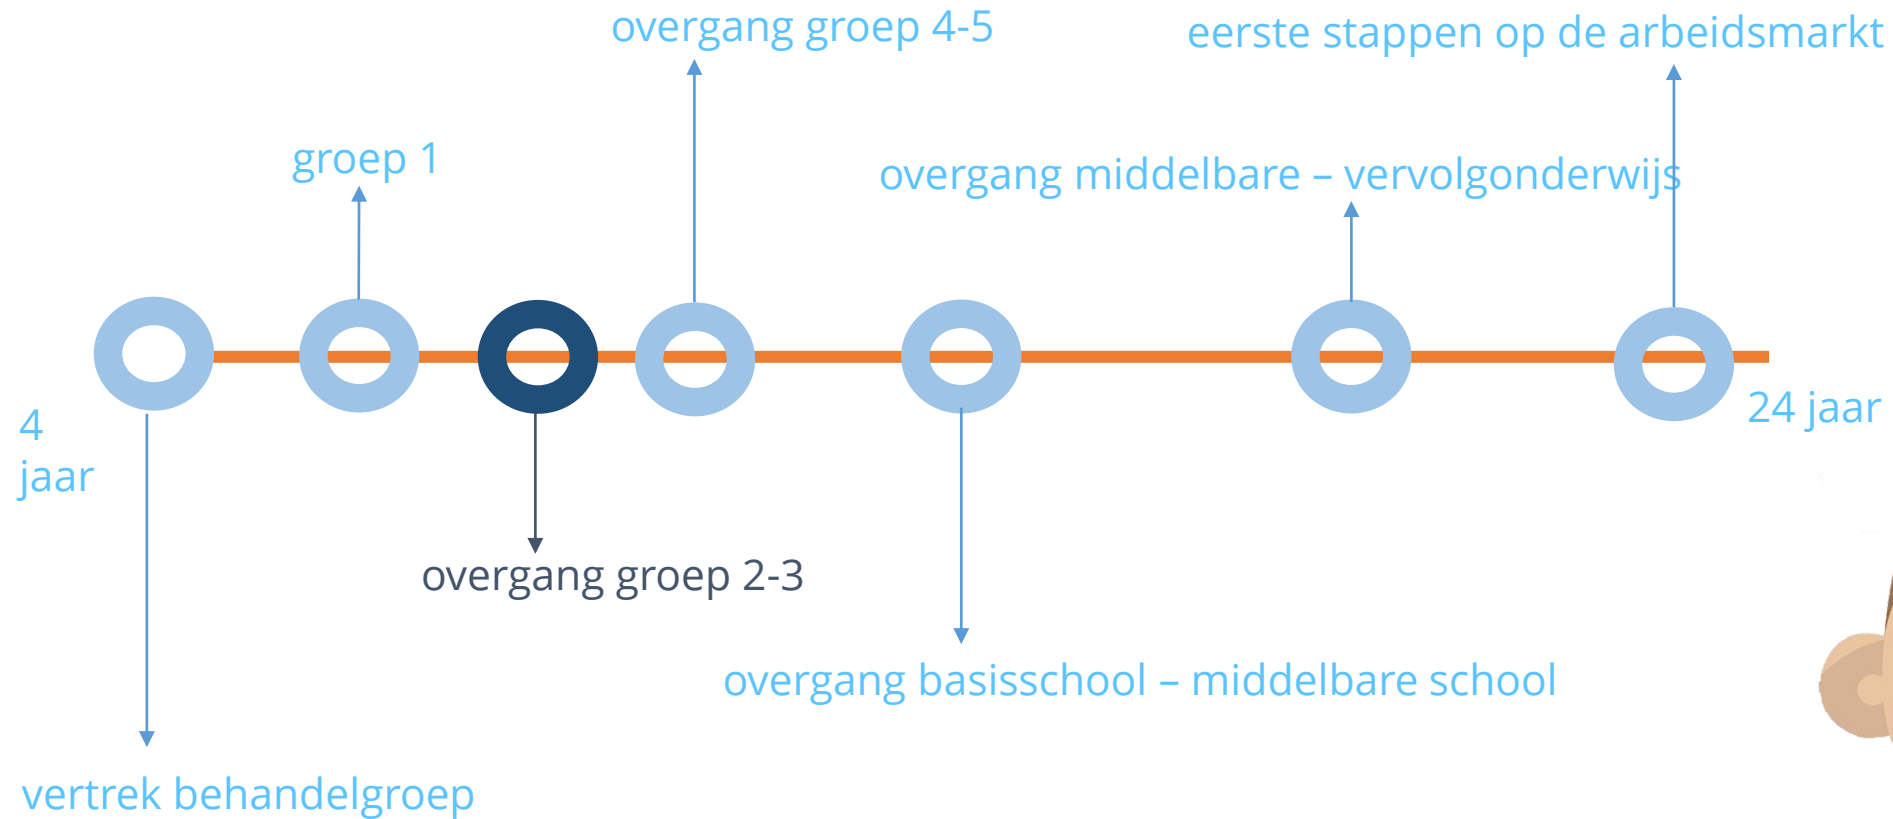 overgang groep 4-5
eerste stappen op de arbeidsmarkt
groep 1
overgang middelbare – vervolgonderwijs
4
jaar
24 jaar
overgang groep 2-3
overgang basisschool – middelbare school
vertrek behandelgroep